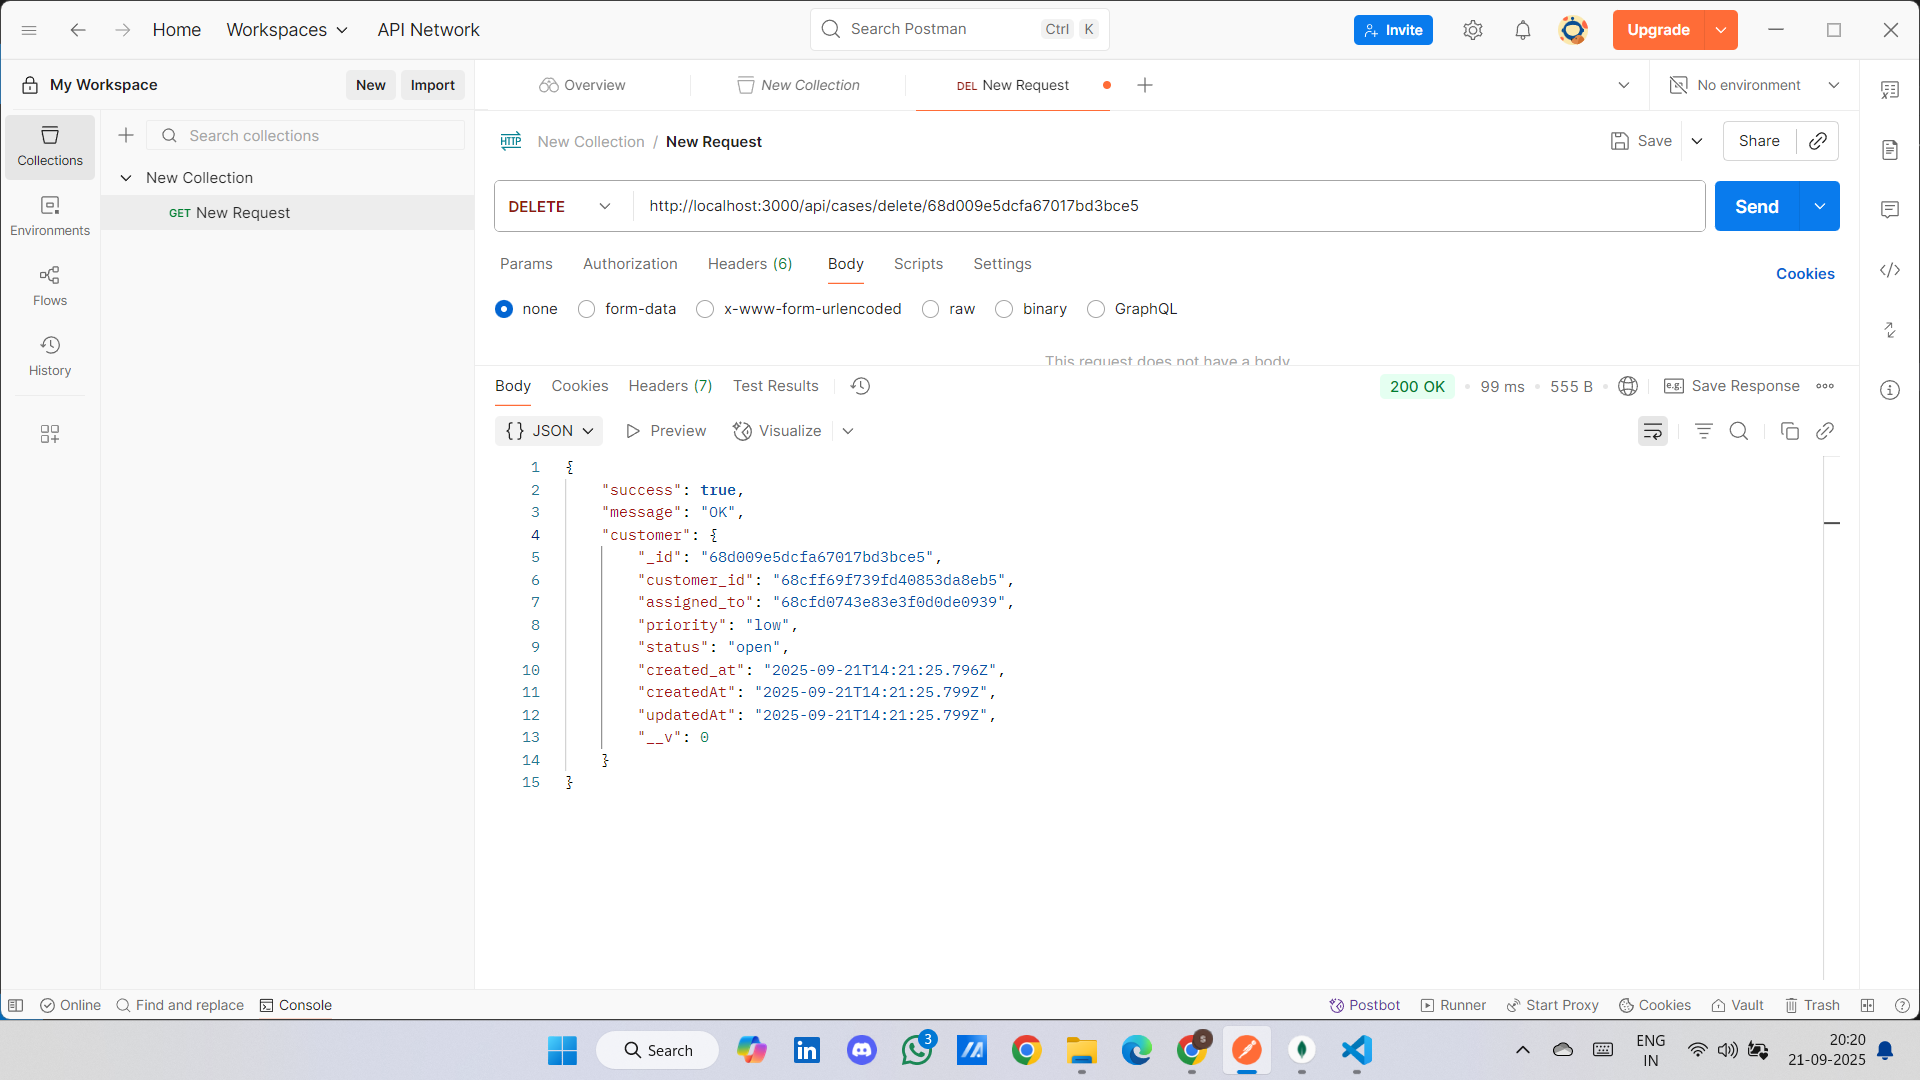 Home
Workspaces
API Network
Search Postman
Ctrl K
Invite
Upgrade
My Workspace
New
Import
Overview
New Collection
DEL New Request
No environment
Collections
Environments
Flows
History
Search collections
New Collection
GET New Request
HTTP
New Collection / New Request
Save
Share
DELETE
http://localhost:3000/api/cases/delete/68d009e5dcfa67017bd3bce5
Send
Params
Authorization
Headers (6)
Body
Scripts
Settings
Cookies
none
form-data
x-www-form-urlencoded
raw
binary
GraphQL
This request does not have a body
Body
Cookies
Headers (7)
Test Results
200 OK
99 ms
555 B
e.g. Save Response
{} JSON
Preview
Visualize
1 {
2 "success": true,
3 "message": "OK",
4 "customer": {
5 "_id": "68d009e5dcfa67017bd3bce5",
6 "customer_id": "68cff69f739fd40853da8eb5",
7 "assigned_to": "68cfd0743e83e3f0d0de0939",
8 "priority": "low",
9 "status": "open",
10 "created_at": "2025-09-21T14:21:25.796Z",
11 "createdAt": "2025-09-21T14:21:25.799Z",
12 "updatedAt": "2025-09-21T14:21:25.799Z",
13 "__v": 0
14 }
15 }
Online
Find and replace
Console
Postbot
Runner
Start Proxy
Cookies
Vault
Trash
Search
3
ENG
IN
20:20
21-09-2025